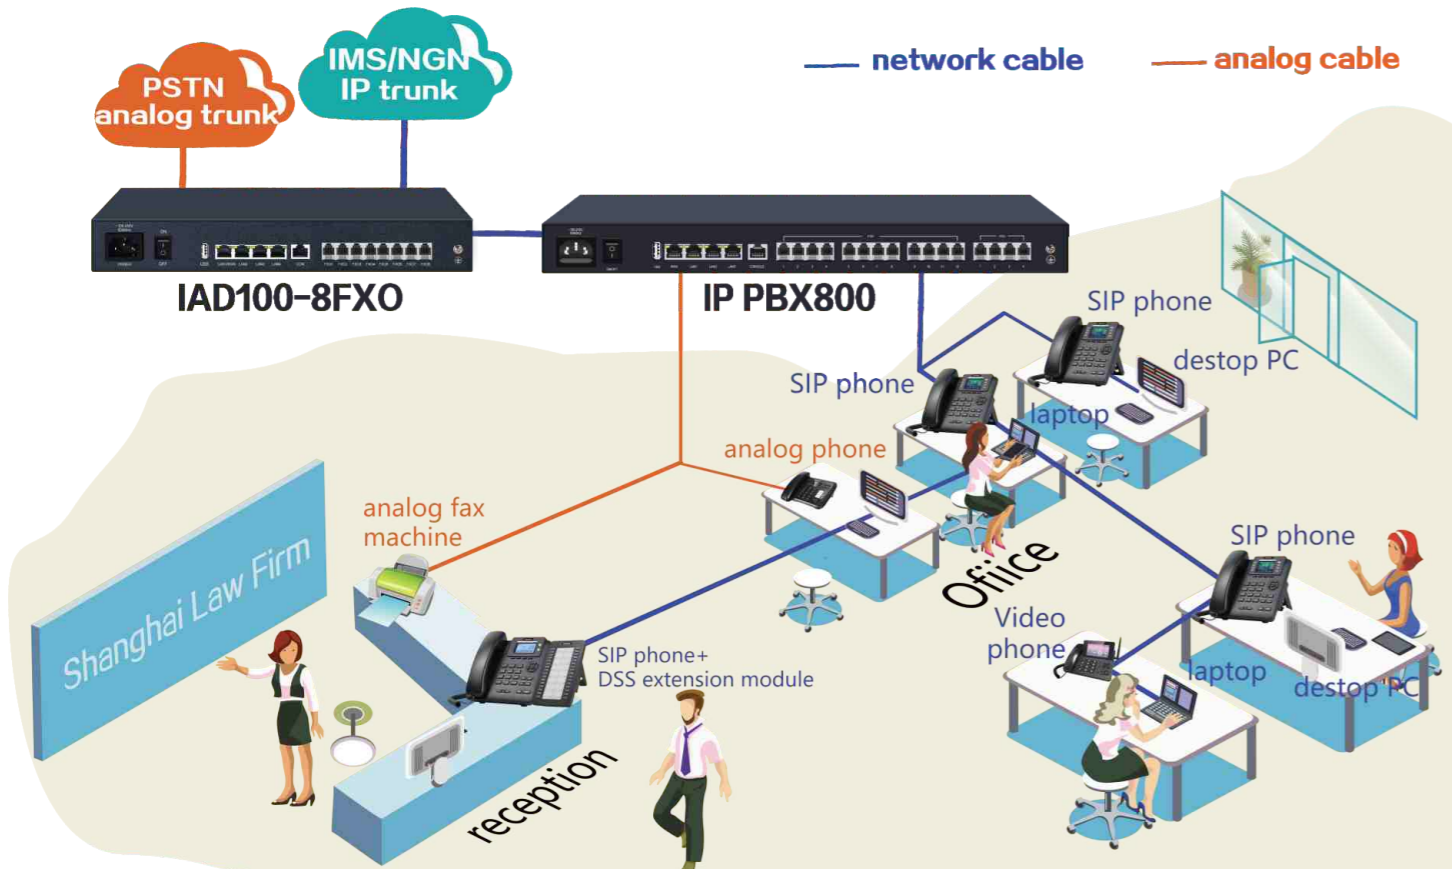 IMS/NGN
IP trunk
PSTN
analog trunk
network cable
analog cable
IAD100-8FXO
IP PBX800
SIP phone
destop PC
SIP phone
laptop
analog phone
analog fax
machine
SIP phone
Ofiice
Shanghai Law Firm
Video
phone
SIP phone+
DSS extension module
laptop
destop PC
reception